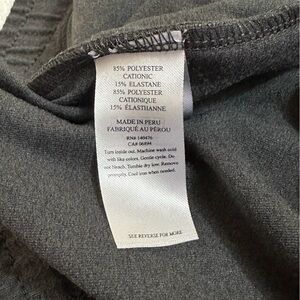 85% POLYESTER
CATIONIC
15% ELASTANE
85% POLYESTER
CATIONIQUE
15% ÉLASTHANNE
MADE IN PERU
FABRIQUÉ AU PÉROU
RN# 140476
CA# 06894
Turn inside out. Machine wash cold
with like colors. Gentle cycle. Do
not bleach. Tumble dry low. Remove
promptly. Cool iron when needed.
SEE REVERSE FOR MORE